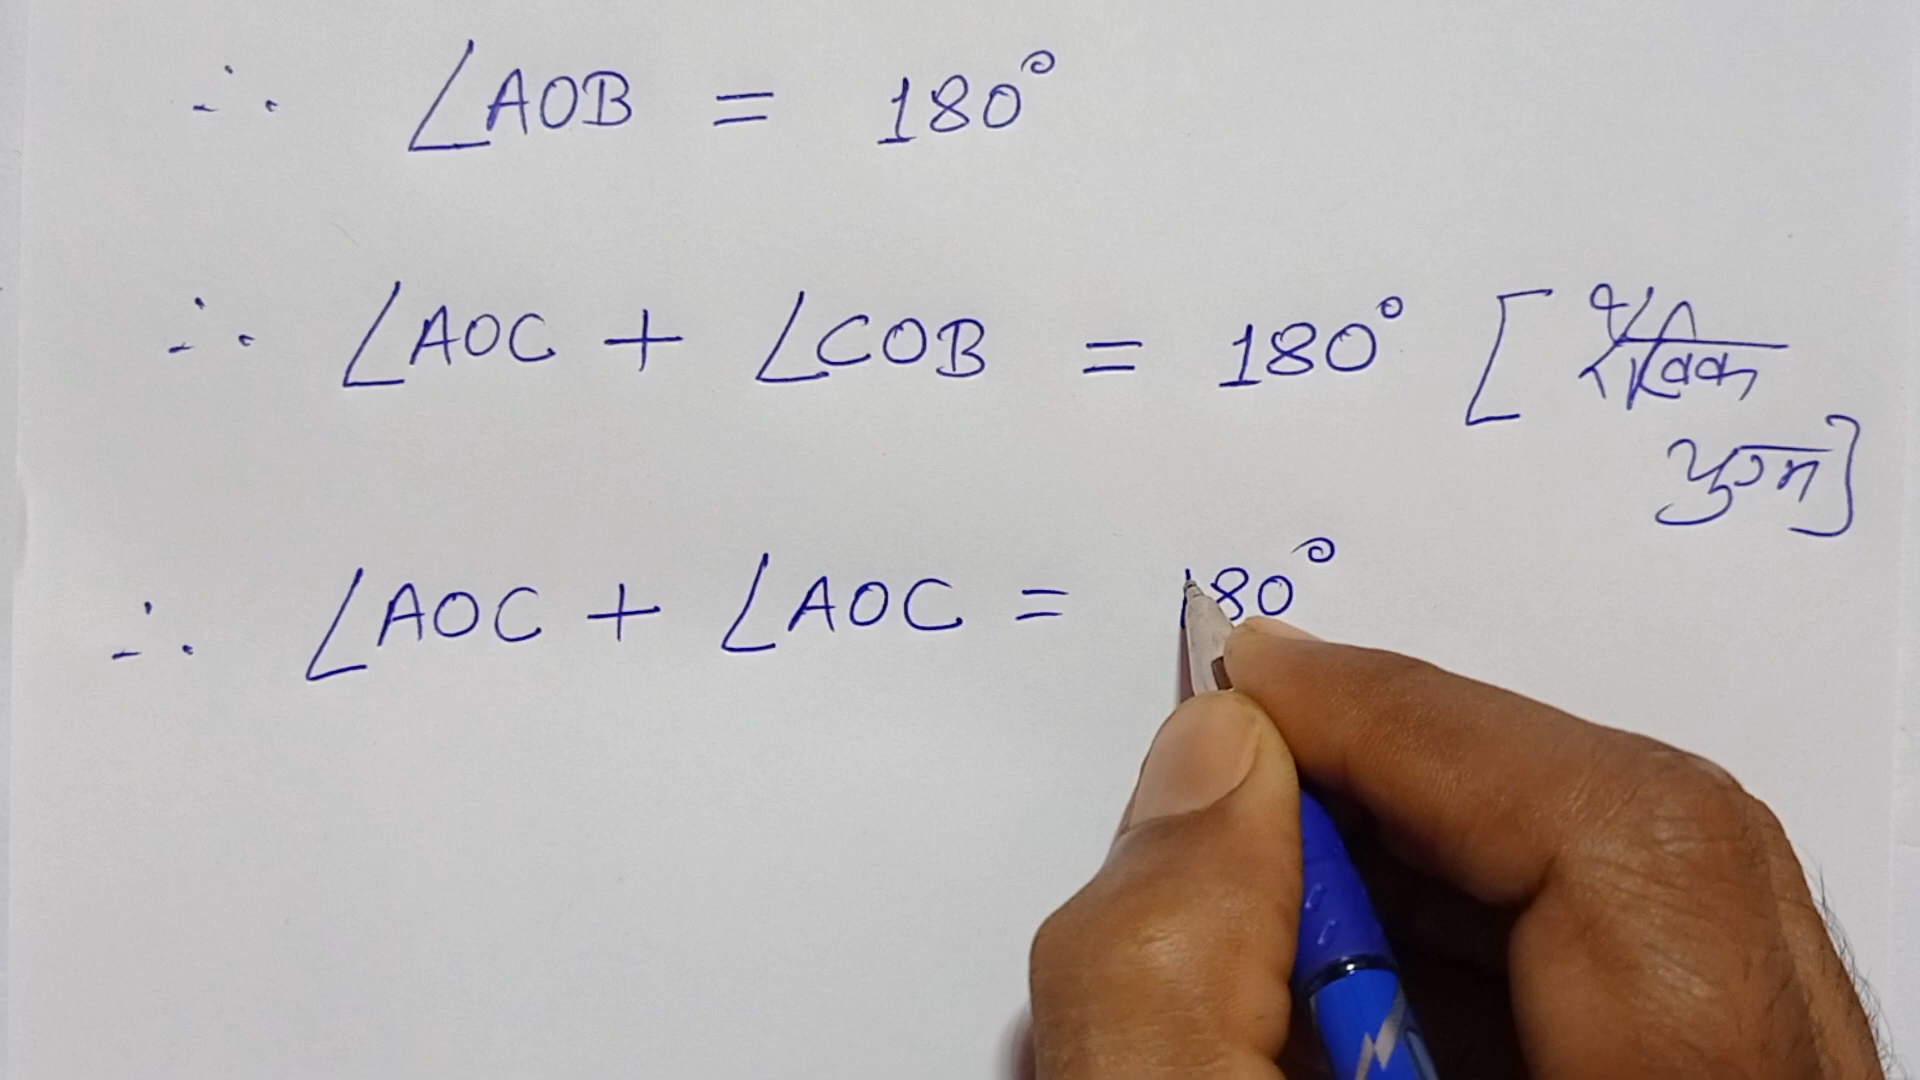 ∴ ∠AOB = 180°
∴ ∠AOC + ∠COB = 180° [रैखिक
युग्म]
∴ ∠AOC + ∠AOC = 180°